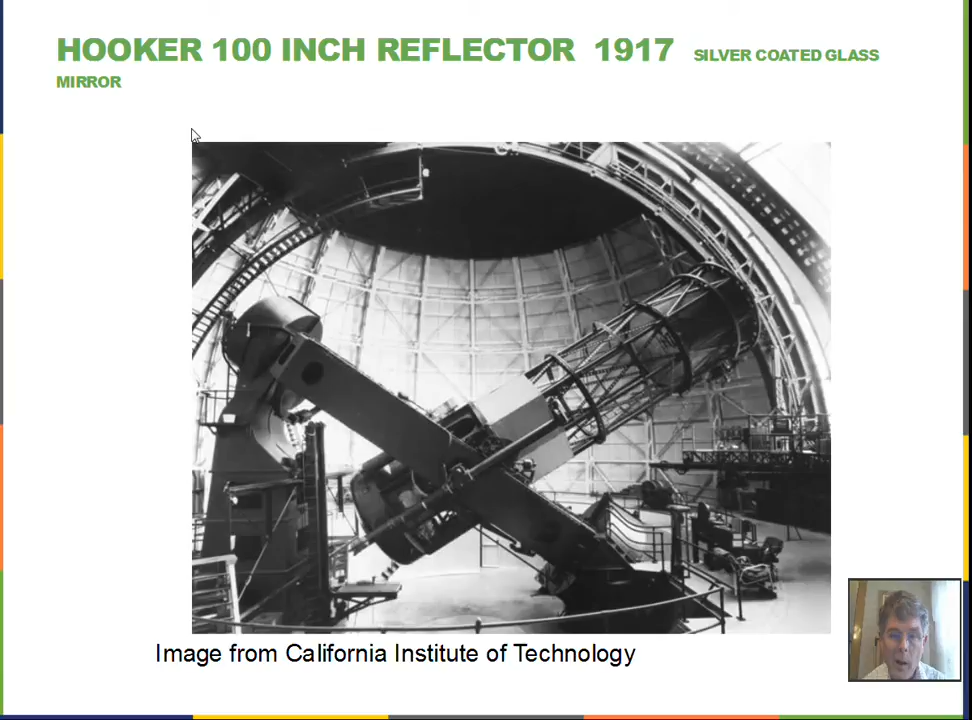 HOOKER 100 INCH REFLECTOR 1917 SILVER COATED GLASS
MIRROR
Image from California Institute of Technology